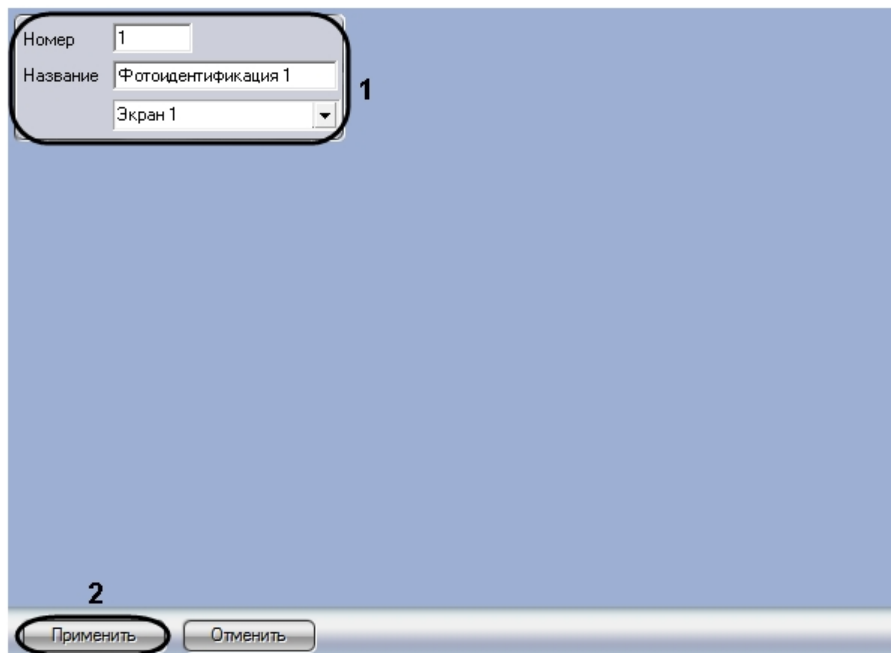 Номер 1
Название Фотоидентификация 1
Экран 1
1
2
Применить Отменить